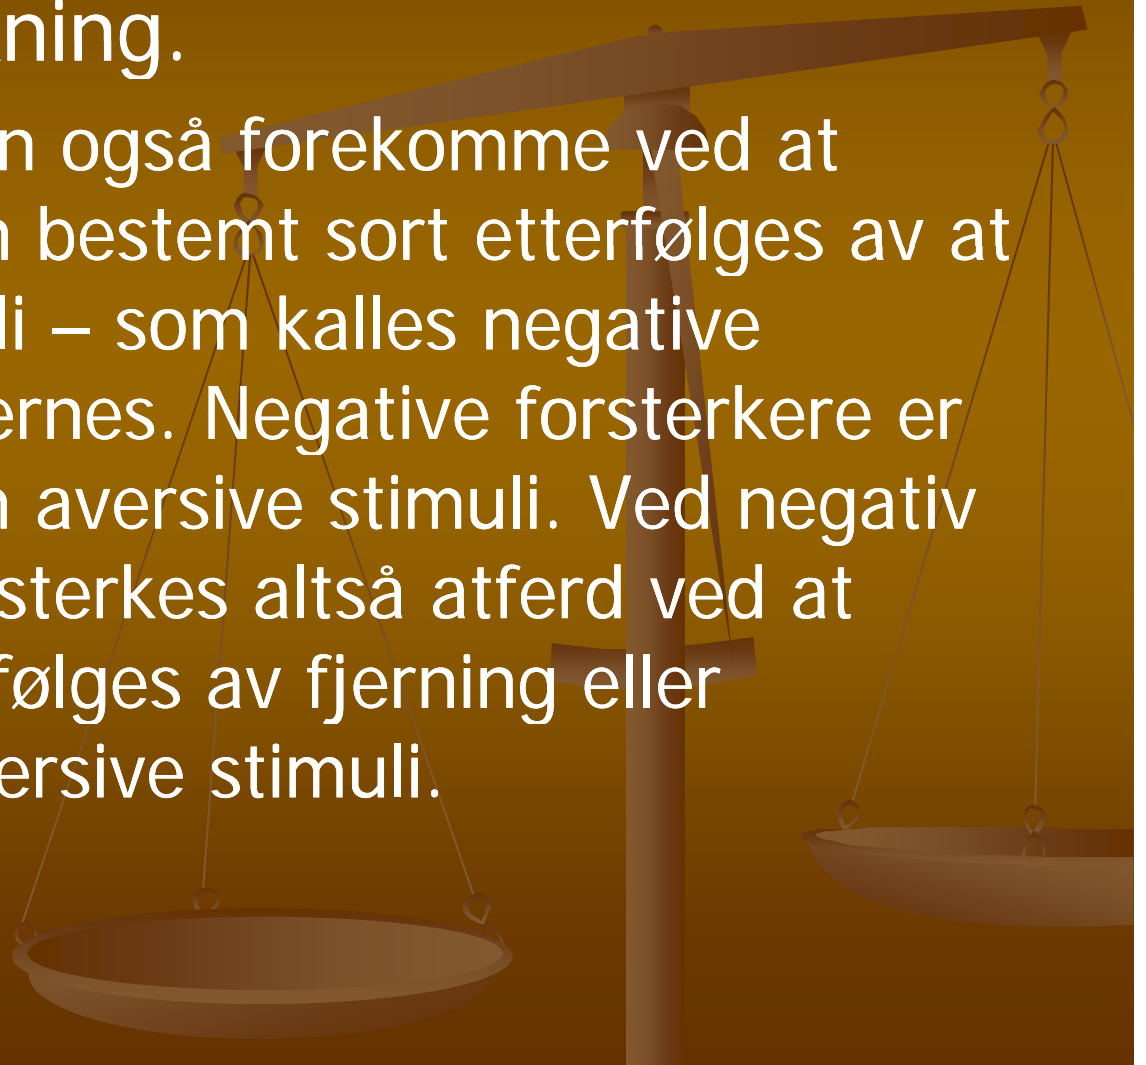 ning.
n også forekomme ved at
bestemt sort etterfølges av at
li – som kalles negative
ernes. Negative forsterkere er
aversive stimuli. Ved negativ
sterkes altså atferd ved at
følges av fjerning eller
ersive stimuli.